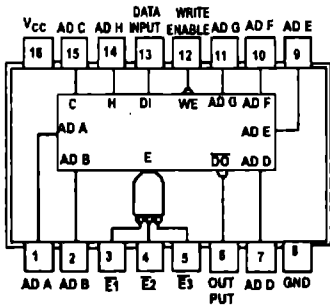 VCC AD C AD H DATA INPUT WRITE ENABLE AD G AD F AD E
16 15 14 13 12 11 10 9
C H DI WE AD G AD F
AD A AD E
AD B E DO AD D
1 2 3 4 5 6 7 8
AD A AD B E1 E2 E3 OUT PUT AD D GND